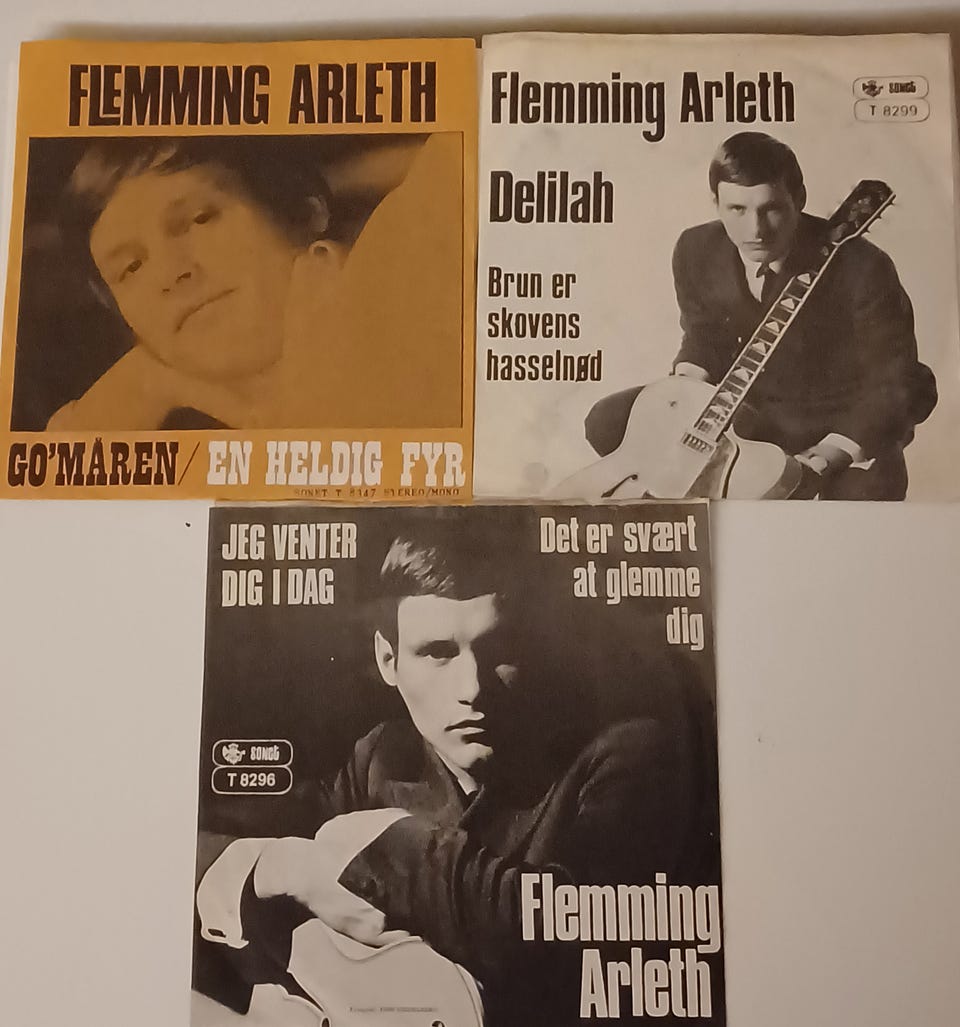 FLEMMING ARLETH
GO'MÅREN/EN HELDIG FYR
SONET T 8347 STEREO/MONO
Flemming Arleth
SONET
T 8299
Delilah
Brun er
skovens
hasselnød
JEG VENTER
DIG I DAG
Det er svært
at glemme
dig
SONET
T 8296
Flemming
Arleth